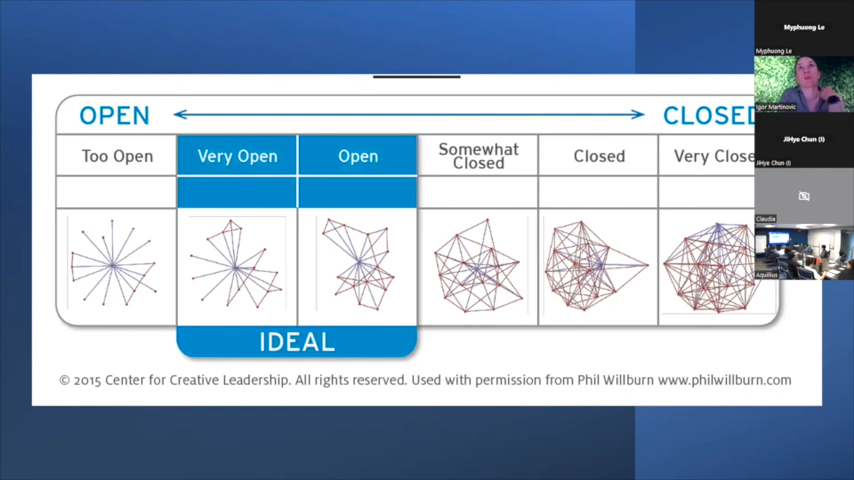 OPEN
CLOSED
Too Open
Very Open
Open
Somewhat
Closed
Closed
Very Close
IDEAL
© 2015 Center for Creative Leadership. All rights reserved. Used with permission from Phil Willburn www.philwillburn.com
Myphuong Le
Myphuong Le
Igor Martinovic
JiHye Chun (I)
JiHye Chun (I)
Claudia
Aquilius